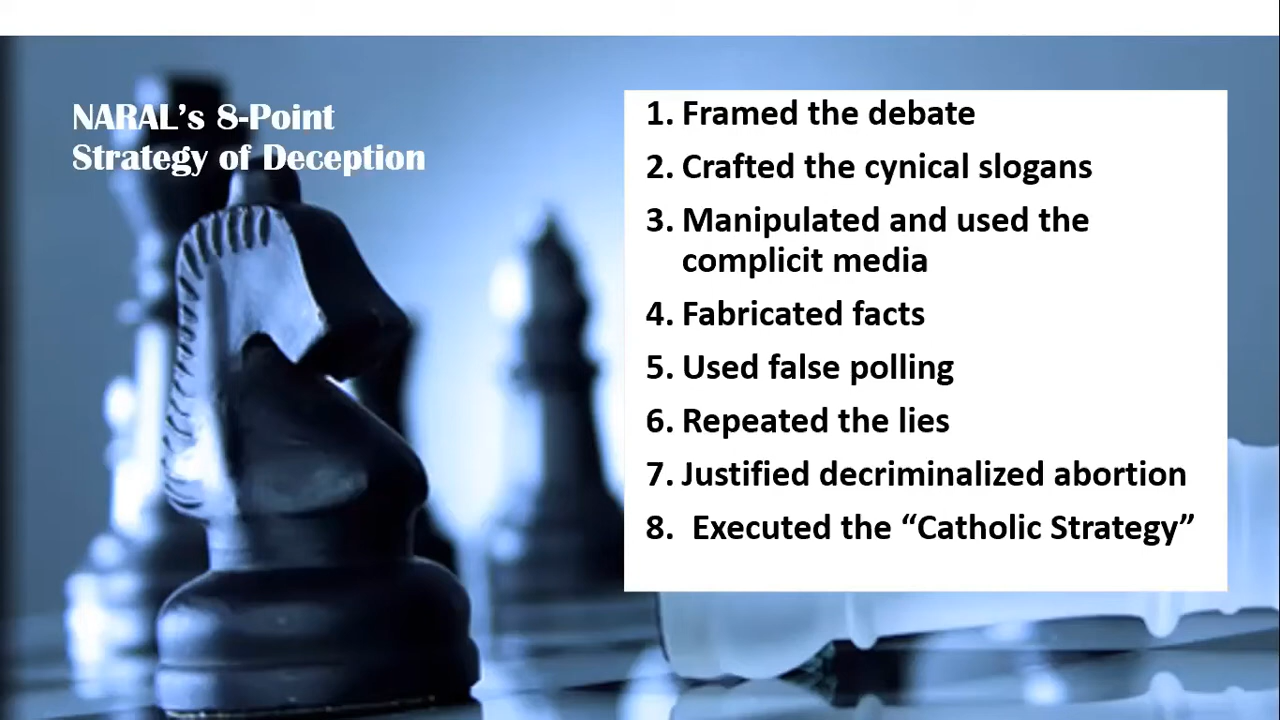 NARAL's 8-Point
Strategy of Deception
1. Framed the debate
2. Crafted the cynical slogans
3. Manipulated and used the
complicit media
4. Fabricated facts
5. Used false polling
6. Repeated the lies
7. Justified decriminalized abortion
8. Executed the “Catholic Strategy”